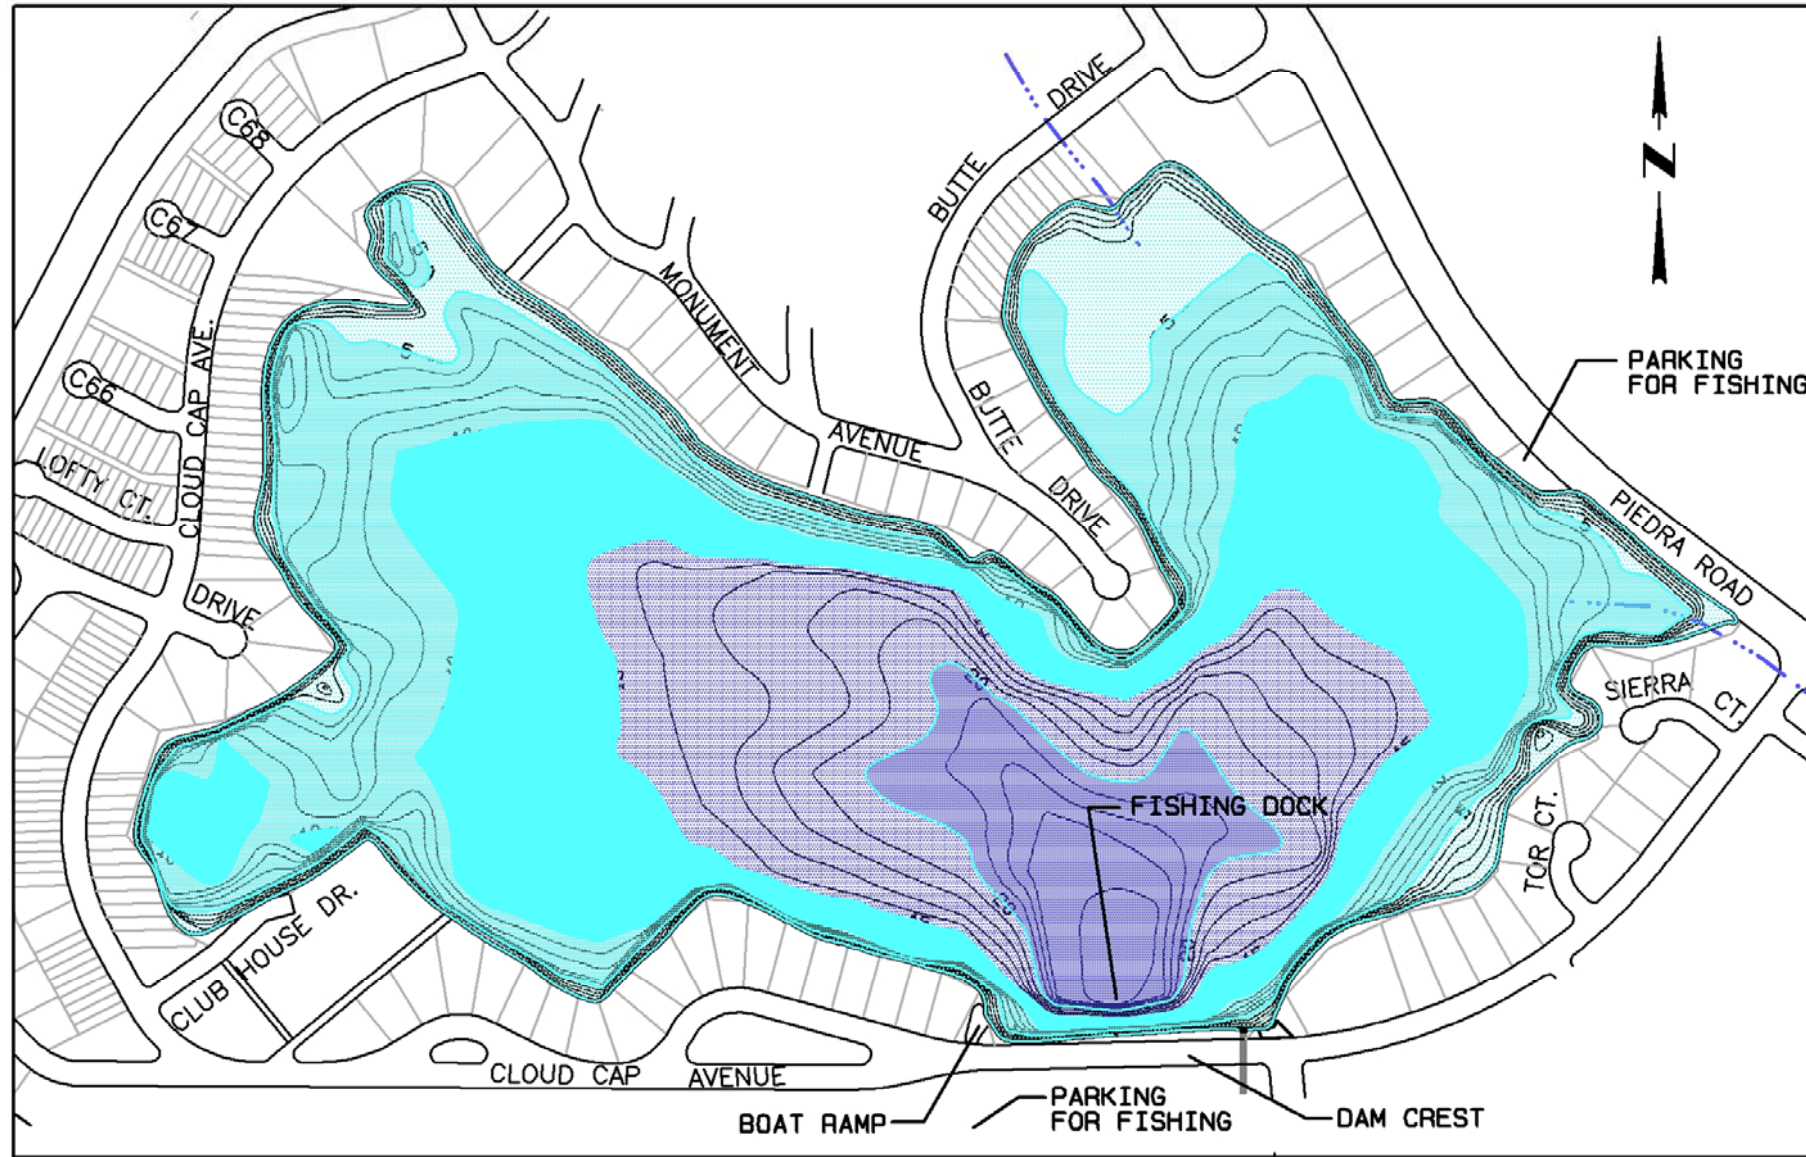 C68
C67
C66
CLOUD CAP AVE.
LOFTY CT.
DRIVE
CLUB HOUSE DR.
MONUMENT
AVENUE
BUTTE
DRIVE
BUTTE
DRIVE
N
PARKING
FOR FISHING
PIEDRA ROAD
SIERRA
CT.
TOR CT.
FISHING DOCK
5
5
5
10
CLOUD CAP
AVENUE
BOAT RAMP
PARKING
FOR FISHING
DAM CREST